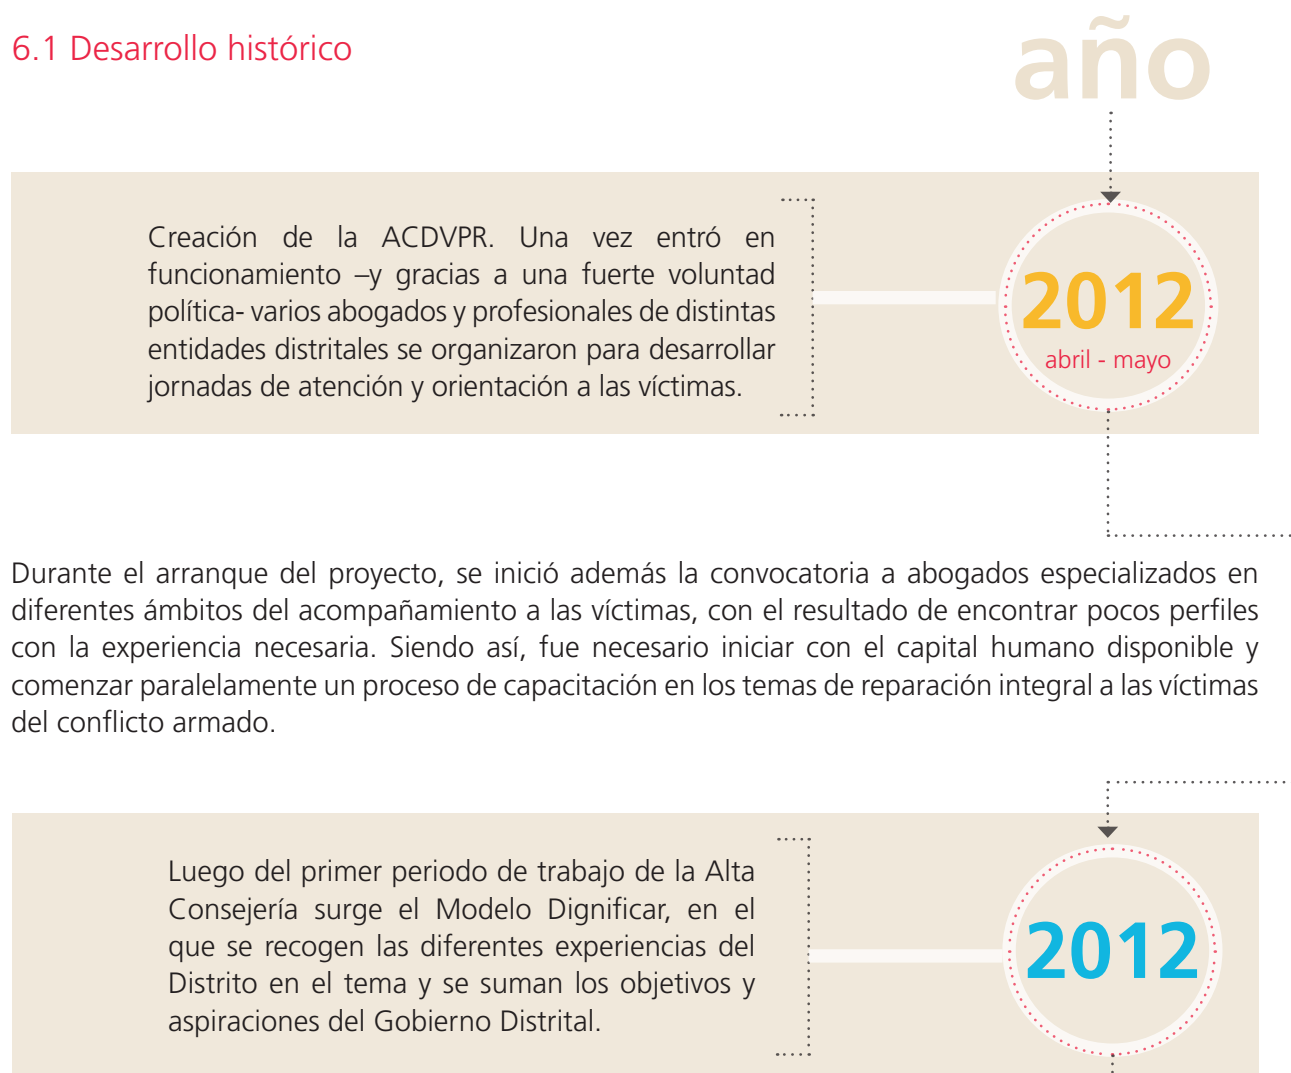 6.1 Desarrollo histórico
año
Creación de la ACDVPR. Una vez entró en
funcionamiento –y gracias a una fuerte voluntad
política- varios abogados y profesionales de distintas
entidades distritales se organizaron para desarrollar
jornadas de atención y orientación a las víctimas.
2012
abril - mayo
Durante el arranque del proyecto, se inició además la convocatoria a abogados especializados en
diferentes ámbitos del acompañamiento a las víctimas, con el resultado de encontrar pocos perfiles
con la experiencia necesaria. Siendo así, fue necesario iniciar con el capital humano disponible y
comenzar paralelamente un proceso de capacitación en los temas de reparación integral a las víctimas
del conflicto armado.
Luego del primer periodo de trabajo de la Alta
Consejería surge el Modelo Dignificar, en el
que se recogen las diferentes experiencias del
Distrito en el tema y se suman los objetivos y
aspiraciones del Gobierno Distrital.
2012